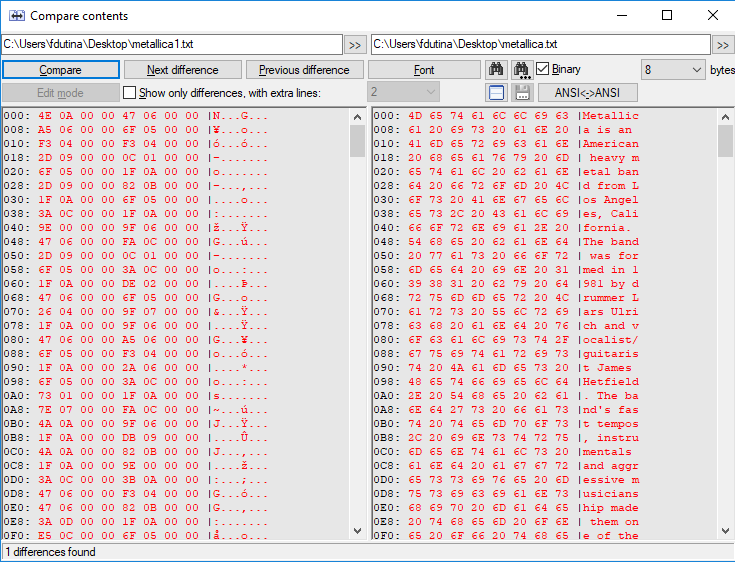 Compare contents
C:\Users\fdutina\Desktop\metallica1.txt >> C:\Users\fdutina\Desktop\metallica.txt >>
Compare Next difference Previous difference Font Binary 8 bytes
Edit mode Show only differences, with extra lines: 2 ANSI<->ANSI
000: 4E 0A 00 00 47 06 00 00 |N...G... 000: 4D 65 74 61 6C 6C 69 63 |Metallic
008: A5 06 00 00 6F 05 00 00 |¥...o... 008: 61 20 69 73 20 61 6E 20 |a is an
010: F3 04 00 00 F3 04 00 00 |ó...ó... 010: 41 6D 65 72 69 63 61 6E |American
018: 2D 09 00 00 0C 01 00 00 |-....... 018: 20 68 65 61 76 79 20 6D | heavy m
020: 6F 05 00 00 1F 0A 00 00 |o....... 020: 65 74 61 6C 20 62 61 6E |etal ban
028: 2D 09 00 00 82 0B 00 00 |-...‚... 028: 64 20 66 72 6F 6D 20 4C |d from L
030: 1F 0A 00 00 6F 05 00 00 |....o... 030: 6F 73 20 41 6E 67 65 6C |os Angel
038: 3A 0C 00 00 1F 0A 00 00 |:....... 038: 65 73 2C 20 43 61 6C 69 |es, Cali
040: 9E 00 00 00 9F 06 00 00 |ž...Ÿ... 040: 66 6F 72 6E 69 61 2E 20 |fornia.
048: 47 06 00 00 FA 0C 00 00 |G...ú... 048: 54 68 65 20 62 61 6E 64 |The band
050: 2D 09 00 00 0C 01 00 00 |-....... 050: 20 77 61 73 20 66 6F 72 | was for
058: 6F 05 00 00 3A 0C 00 00 |o...:... 058: 6D 65 64 20 69 6E 20 31 |med in 1
060: 1F 0A 00 00 DE 02 00 00 |....Þ... 060: 39 38 31 20 62 79 20 64 |981 by d
068: 47 06 00 00 6F 05 00 00 |G...o... 068: 72 75 6D 6D 65 72 20 4C |rummer L
070: 26 04 00 00 9F 07 00 00 |&...Ÿ... 070: 61 72 73 20 55 6C 72 69 |ars Ulri
078: 1F 0A 00 00 9F 06 00 00 |....Ÿ... 078: 63 68 20 61 6E 64 20 76 |ch and v
080: 47 06 00 00 A5 06 00 00 |G...¥... 080: 6F 63 61 6C 69 73 74 2F |ocalist/
088: 6F 05 00 00 F3 04 00 00 |o...ó... 088: 67 75 69 74 61 72 69 73 |guitaris
090: 1F 0A 00 00 2A 06 00 00 |....*... 090: 74 20 4A 61 6D 65 73 20 |t James
098: 6F 05 00 00 3A 0C 00 00 |o...:... 098: 48 65 74 66 69 65 6C 64 |Hetfield
0A0: 73 01 00 00 1F 0A 00 00 |s....... 0A0: 2E 20 54 68 65 20 62 61 |. The ba
0A8: 7E 07 00 00 FA 0C 00 00 |~...ú... 0A8: 6E 64 27 73 20 66 61 73 |nd's fas
0B0: 4A 0A 00 00 9F 06 00 00 |J...Ÿ... 0B0: 74 20 74 65 6D 70 6F 73 |t tempos
0B8: 1F 0A 00 00 DB 09 00 00 |....Û... 0B8: 2C 20 69 6E 73 74 72 75 |, instru
0C0: 4A 0A 00 00 82 0B 00 00 |J...‚... 0C0: 6D 65 6E 74 61 6C 73 20 |mentals
0C8: 1F 0A 00 00 9E 00 00 00 |....ž... 0C8: 61 6E 64 20 61 67 67 72 |and aggr
0D0: 3A 0C 00 00 3B 0A 00 00 |:...;... 0D0: 65 73 73 69 76 65 20 6D |essive m
0D8: 47 06 00 00 F3 04 00 00 |G...ó... 0D8: 75 73 69 63 69 61 6E 73 |usicians
0E0: 47 06 00 00 82 0B 00 00 |G...‚... 0E0: 68 69 70 20 6D 61 64 65 |hip made
0E8: 3A 0D 00 00 1F 0A 00 00 |:....... 0E8: 20 74 68 65 6D 20 6F 6E | them on
0F0: E5 0C 00 00 6F 05 00 00 |å...o... 0F0: 65 20 6F 66 20 74 68 65 |e of the
1 differences found